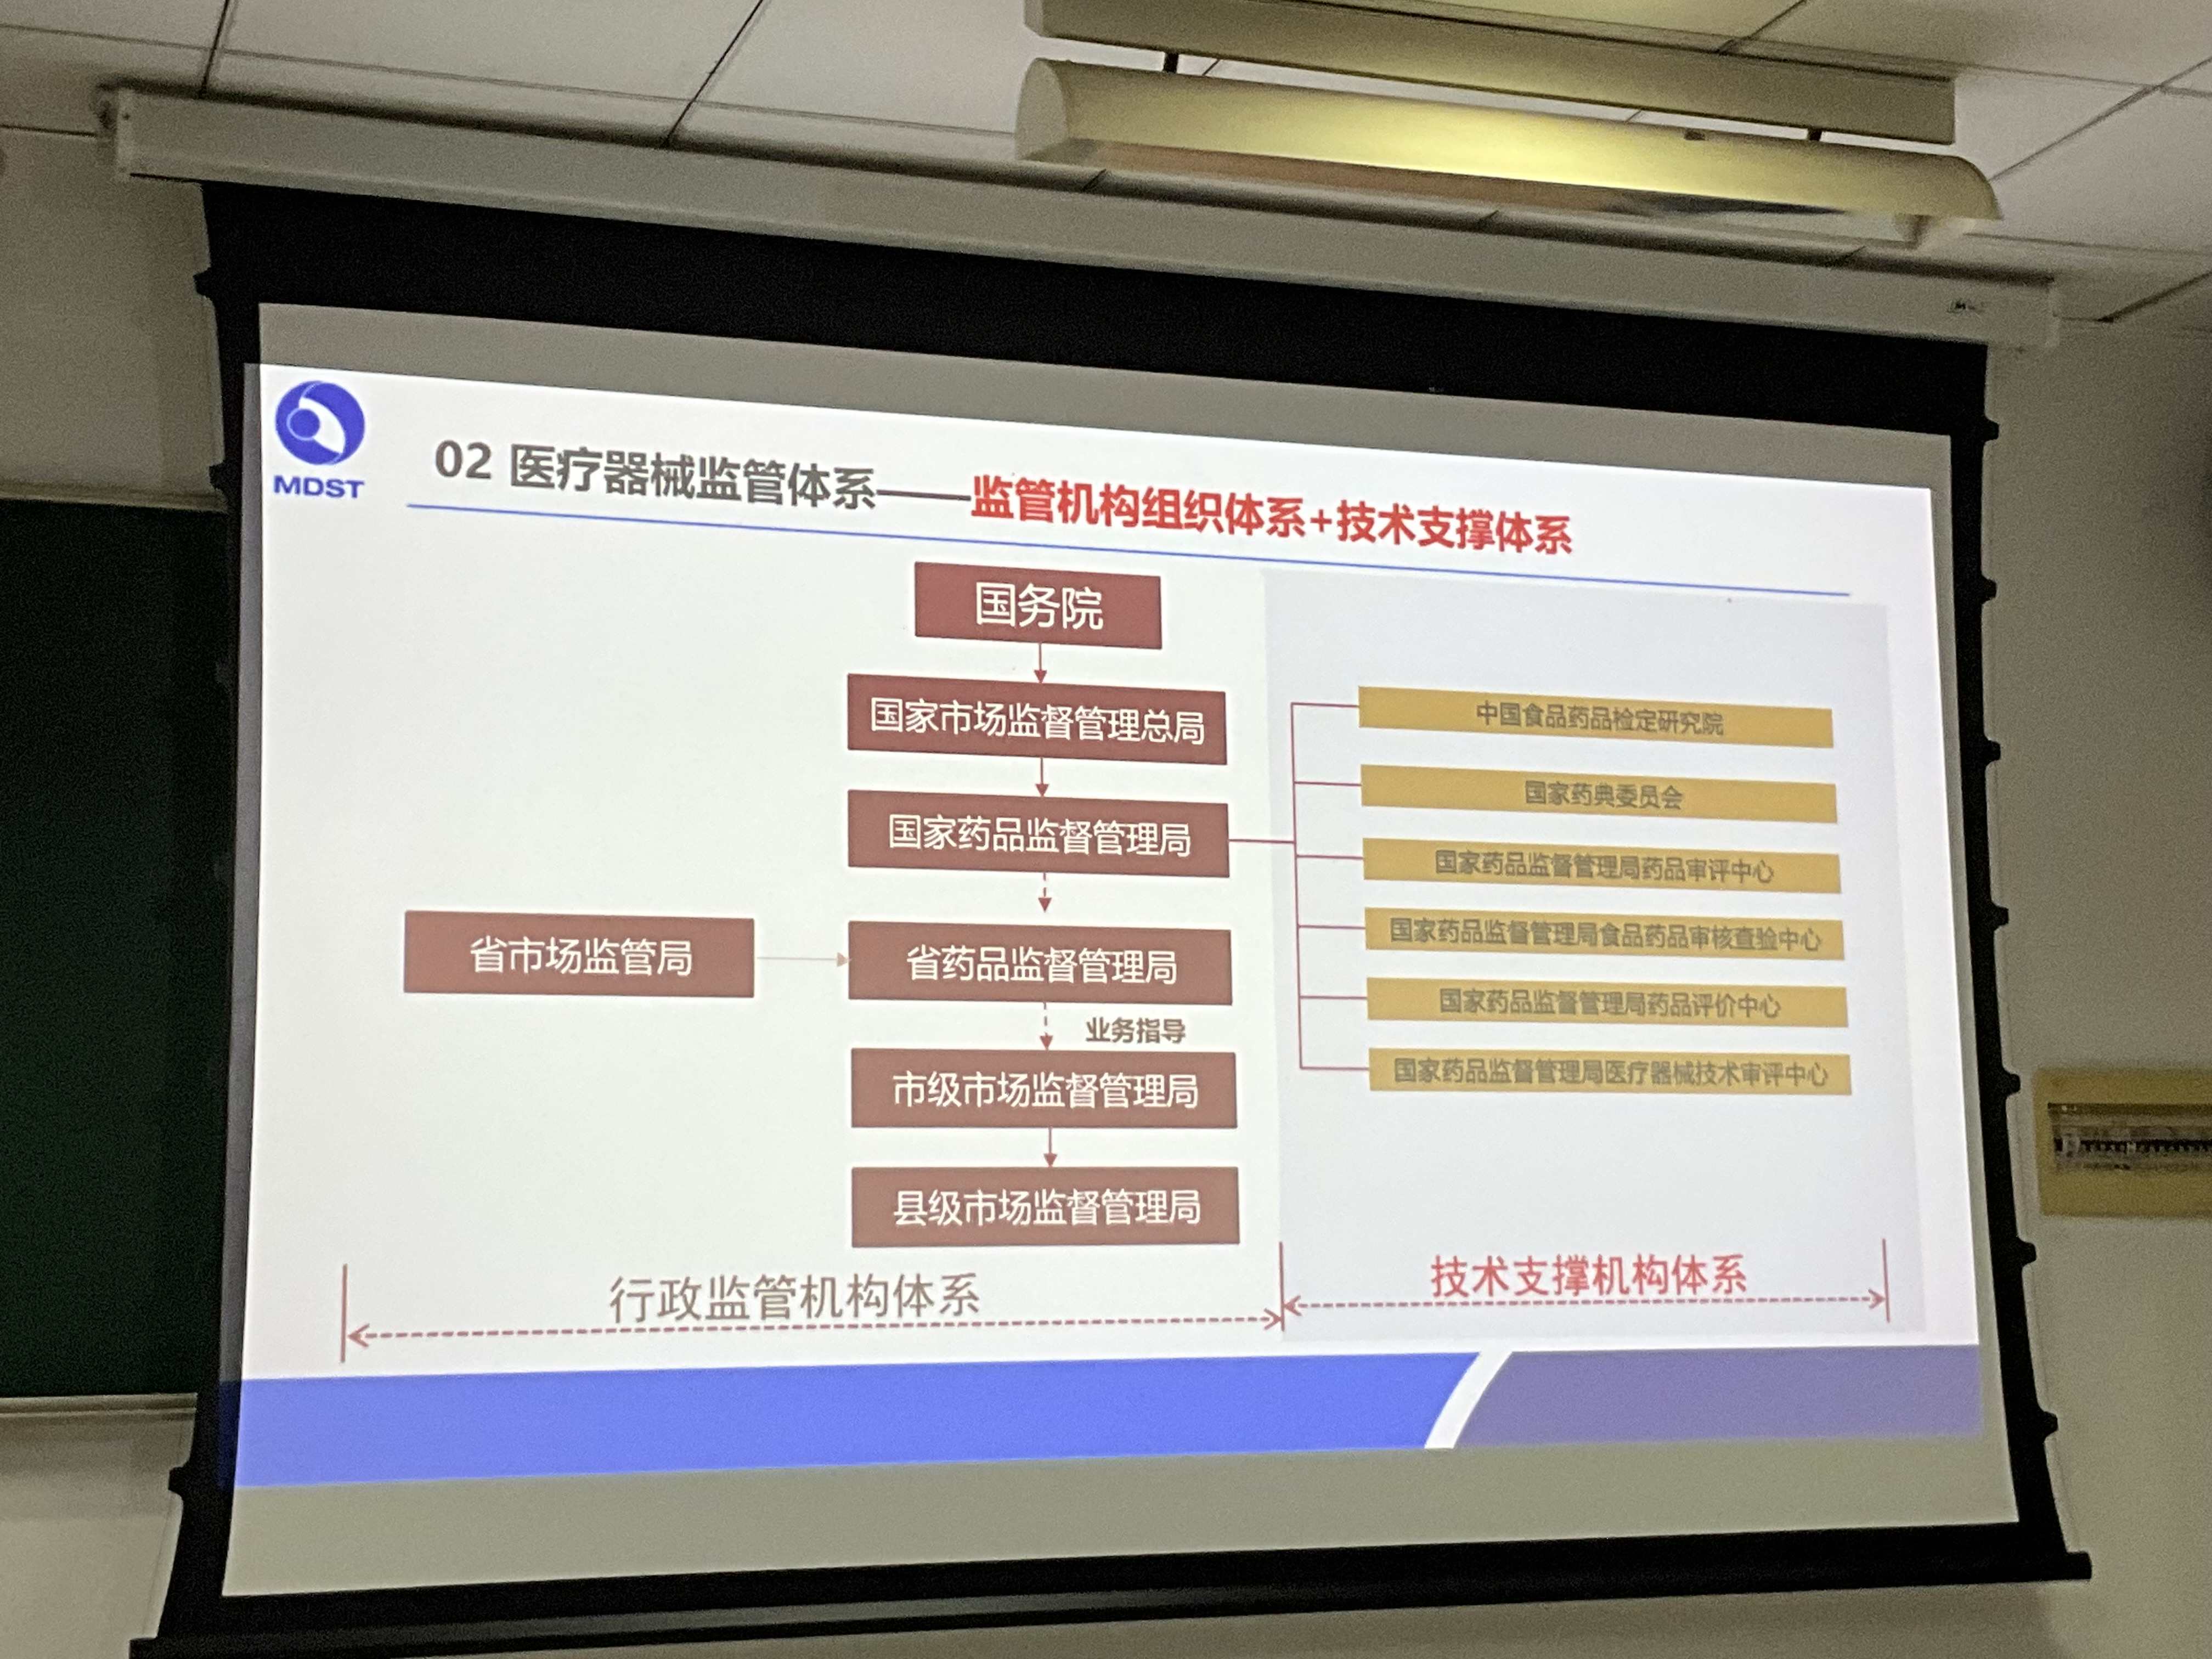 MDST
02 医疗器械监管体系——监管机构组织体系+技术支撑体系
国务院
国家市场监督管理总局
国家药品监督管理局
省市场监管局
省药品监督管理局
业务指导
市级市场监督管理局
县级市场监督管理局
行政监管机构体系
中国食品药品检定研究院
国家药典委员会
国家药品监督管理局药品审评中心
国家药品监督管理局食品药品审核查验中心
国家药品监督管理局药品评价中心
国家药品监督管理局医疗器械技术审评中心
技术支撑机构体系